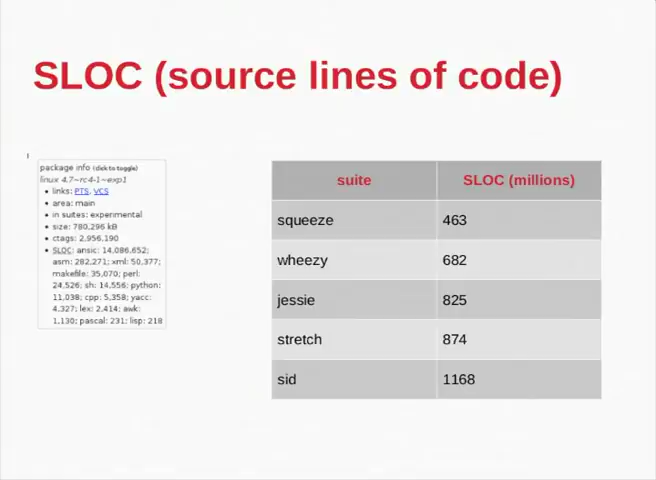 SLOC (source lines of code)
package info (click to toggle)
linux 4.7~rc4-1~exp1
links: PTS, VCS
area: main
in suites: experimental
size: 780,296 kB
ctags: 2,956,190
SLOC: ansic: 14,086,652;
asm: 282,271; xml: 50,377;
makefile: 35,070; perl:
24,526; sh: 14,556; python:
11,038; cpp: 5,358; yacc:
4,327; lex: 2,414; awk:
1,130; pascal: 231; lisp: 218
suite SLOC (millions)
squeeze 463
wheezy 682
jessie 825
stretch 874
sid 1168